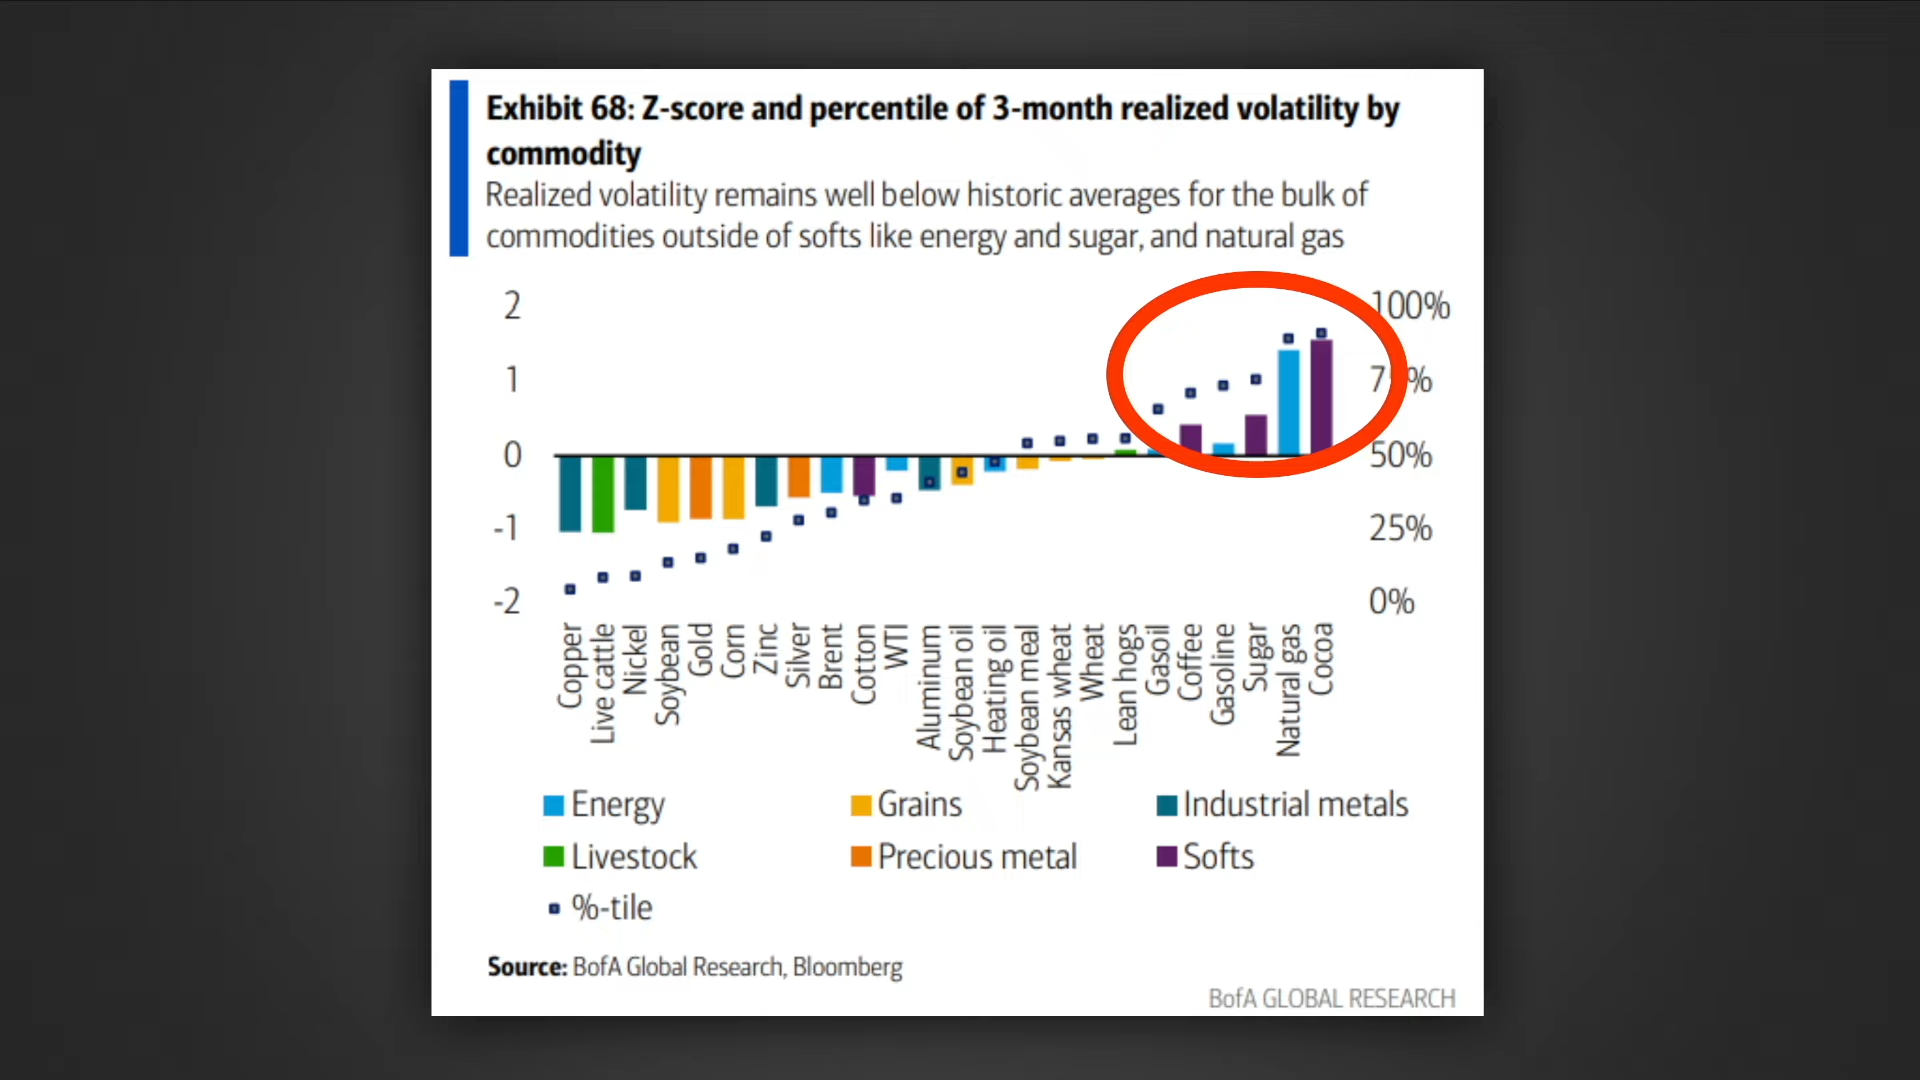 Exhibit 68: Z-score and percentile of 3-month realized volatility by
commodity
Realized volatility remains well below historic averages for the bulk of
commodities outside of softs like energy and sugar, and natural gas
2
1
0
-1
-2
100%
7 %
50%
25%
0%
Copper
Live cattle
Nickel
Soybean
Gold
Corn
Zinc
Silver
Brent
Cotton
WTI
Aluminum
Soybean oil
Heating oil
Soybean meal
Kansas wheat
Wheat
Lean hogs
Gasoil
Coffee
Gasoline
Sugar
Natural gas
Cocoa
Energy
Grains
Industrial metals
Livestock
Precious metal
Softs
%-tile
Source: BofA Global Research, Bloomberg
BofA GLOBAL RESEARCH